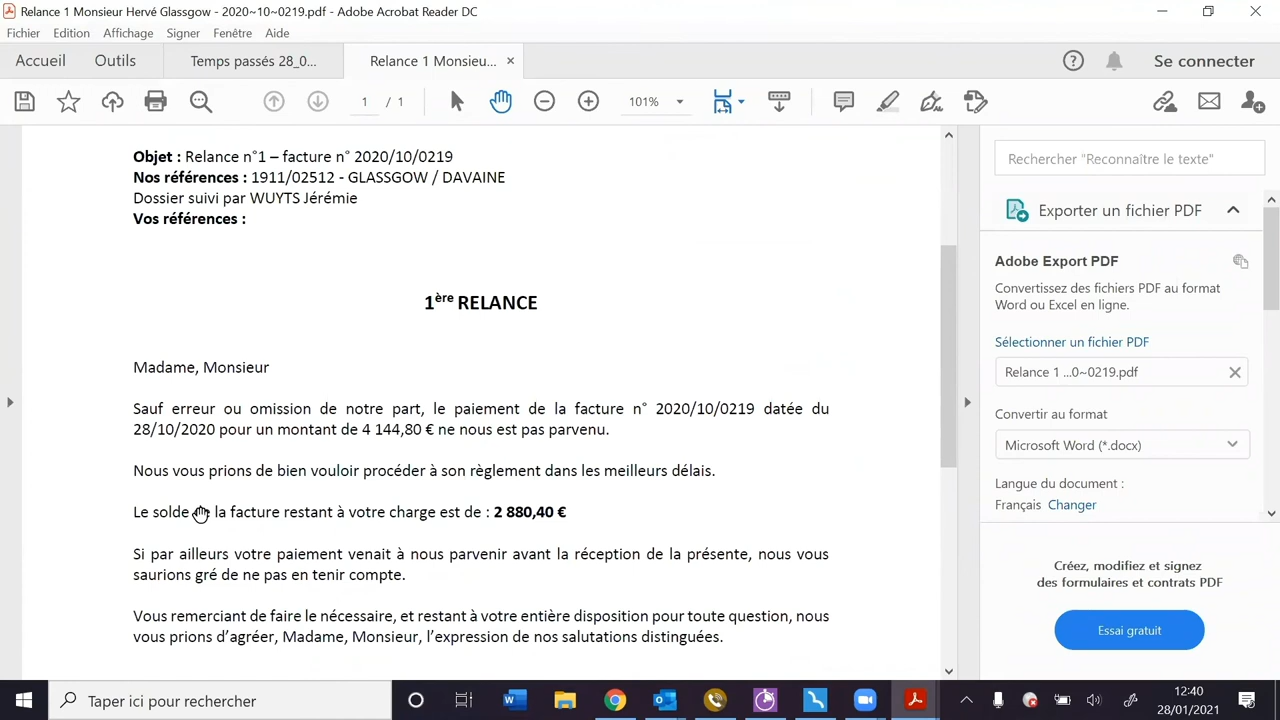 Relance 1 Monsieur Hervé Glassgow - 2020~10~0219.pdf - Adobe Acrobat Reader DC
Fichier Edition Affichage Signer Fenêtre Aide
Accueil Outils Temps passés 28_0... Relance 1 Monsieu... ×
Se connecter
1 / 1 101%
Objet : Relance n°1 – facture n° 2020/10/0219
Nos références : 1911/02512 - GLASSGOW / DAVAINE
Dossier suivi par WUYTS Jérémie
Vos références :
1ère RELANCE
Madame, Monsieur
Sauf erreur ou omission de notre part, le paiement de la facture n° 2020/10/0219 datée du
28/10/2020 pour un montant de 4 144,80 € ne nous est pas parvenu.
Nous vous prions de bien vouloir procéder à son règlement dans les meilleurs délais.
Le solde la facture restant à votre charge est de : 2 880,40 €
Si par ailleurs votre paiement venait à nous parvenir avant la réception de la présente, nous vous
saurions gré de ne pas en tenir compte.
Vous remerciant de faire le nécessaire, et restant à votre entière disposition pour toute question, nous
vous prions d'agréer, Madame, Monsieur, l'expression de nos salutations distinguées.
Rechercher "Reconnaître le texte"
Exporter un fichier PDF
Adobe Export PDF
Convertissez des fichiers PDF au format
Word ou Excel en ligne.
Sélectionner un fichier PDF
Relance 1 ...0~0219.pdf
Convertir au format
Microsoft Word (*.docx)
Langue du document :
Français Changer
Créez, modifiez et signez
des formulaires et contrats PDF
Essai gratuit
Taper ici pour rechercher
12:40
28/01/2021